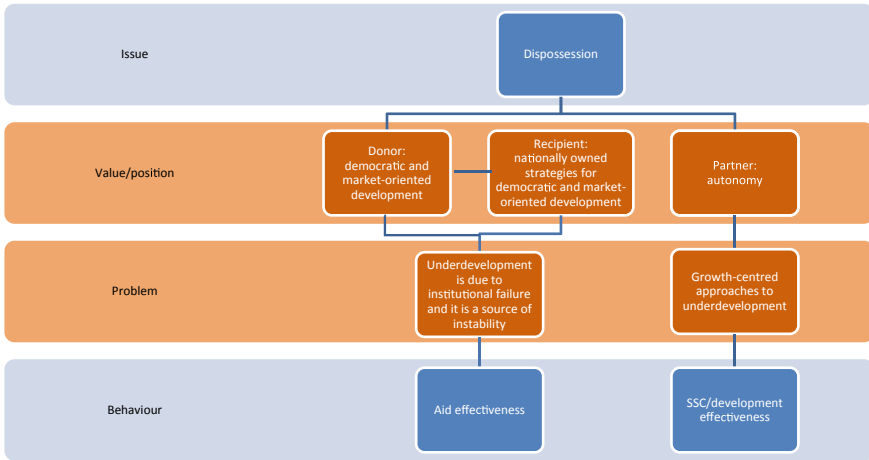 Issue
Dispossession
Value/position
Donor:
democratic and
market-oriented
development
Recipient:
nationally owned
strategies for
democratic and market-
oriented development
Partner:
autonomy
Problem
Underdevelopment
is due to
institutional failure
and it is a source of
instability
Growth-centred
approaches to
underdevelopment
Behaviour
Aid effectiveness
SSC/development
effectiveness